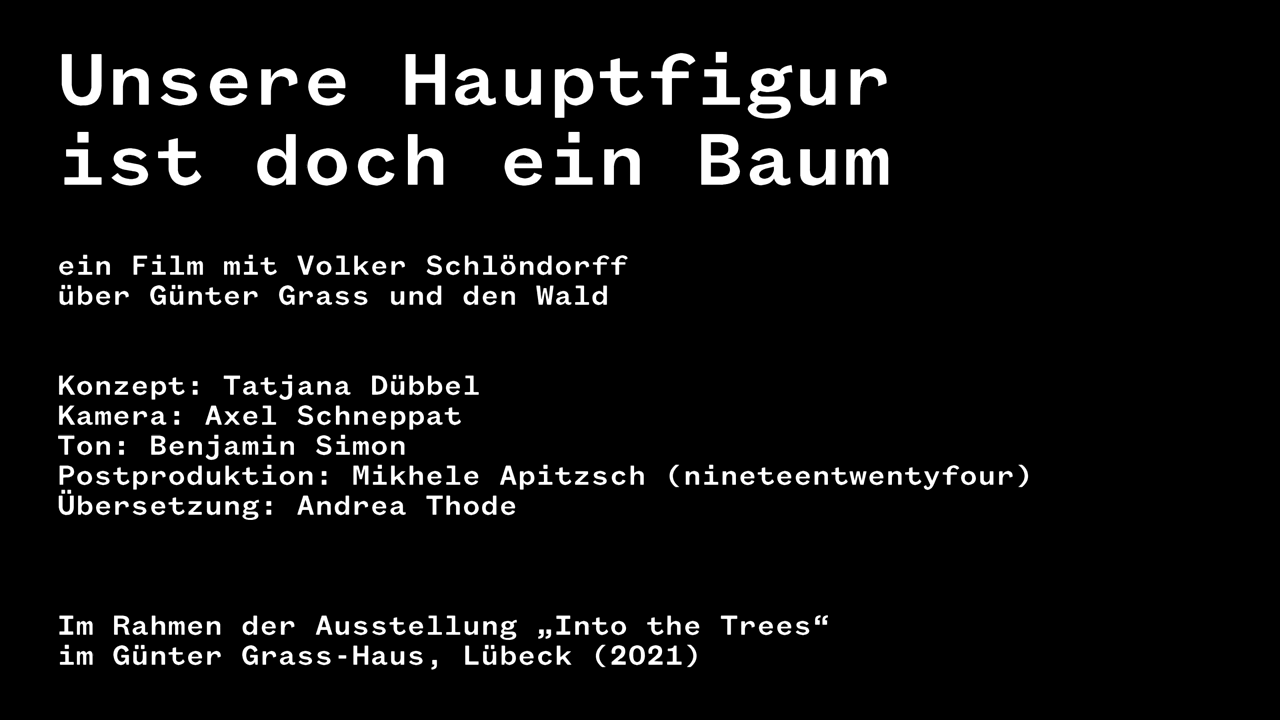 Unsere Hauptfigur
ist doch ein Baum
ein Film mit Volker Schlöndorff
über Günter Grass und den Wald
Konzept: Tatjana Dübbel
Kamera: Axel Schneppat
Ton: Benjamin Simon
Postproduktion: Mikhele Apitzsch (nineteentwentyfour)
Übersetzung: Andrea Thode
Im Rahmen der Ausstellung „Into the Trees“
im Günter Grass-Haus, Lübeck (2021)